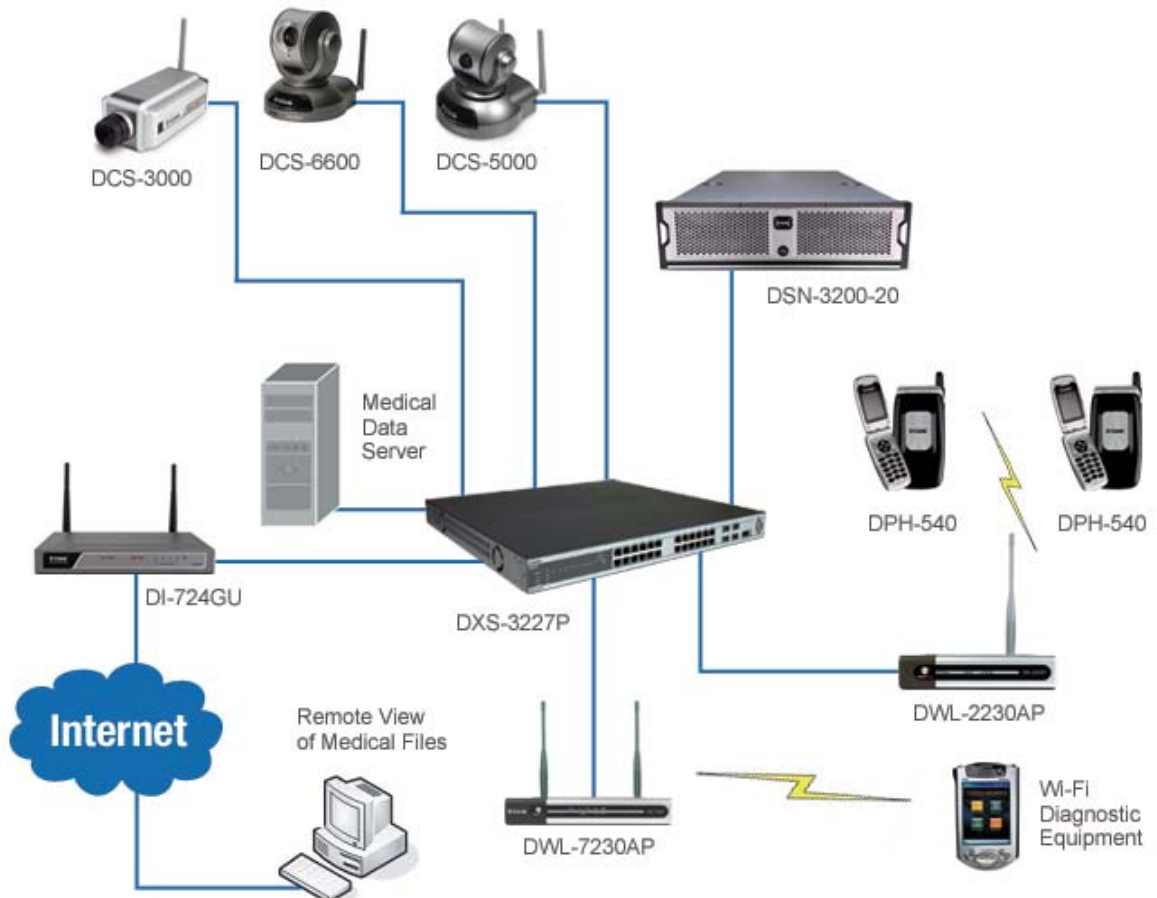 DCS-3000
DCS-6600
DCS-5000
DSN-3200-20
Medical
Data
Server
DPH-540
DPH-540
DI-724GU
DXS-3227P
DWL-2230AP
Internet
Remote View
of Medical Files
DWL-7230AP
Wi-Fi
Diagnostic
Equipment